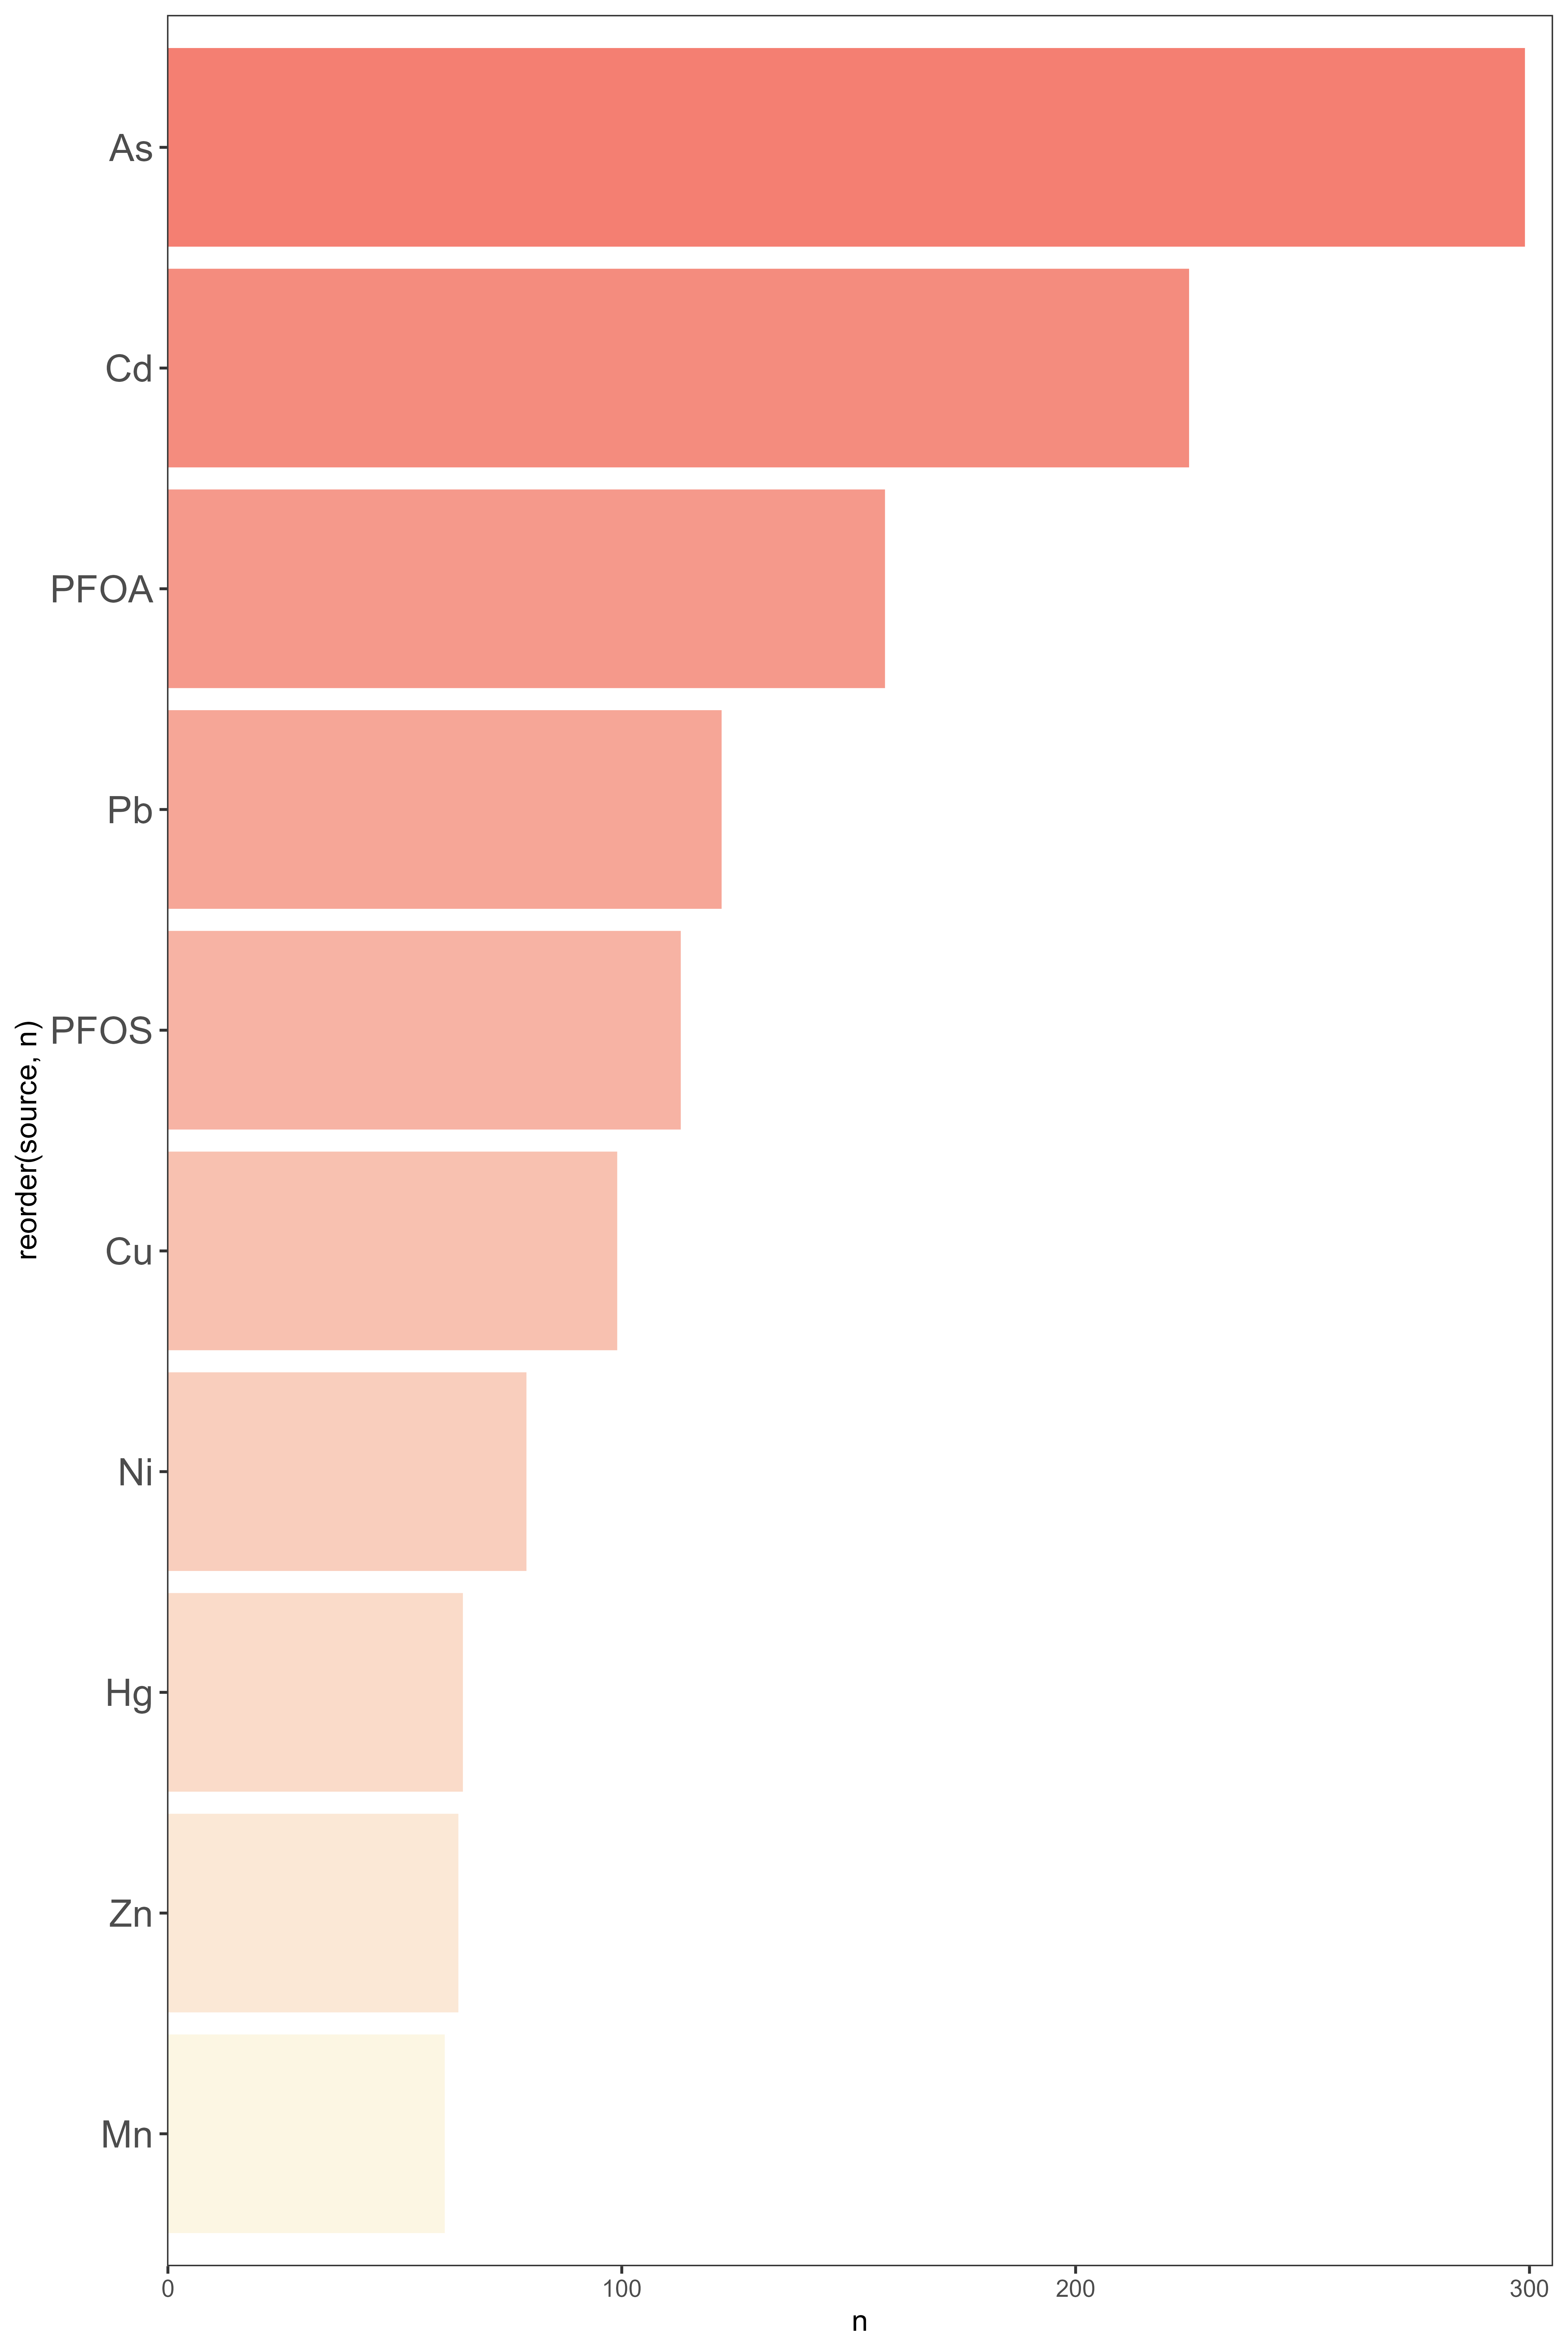 As
Cd
PFOA
Pb
PFOS
Cu
Ni
Hg
Zn
Mn
reorder(source, n)
0 100 200 300
n